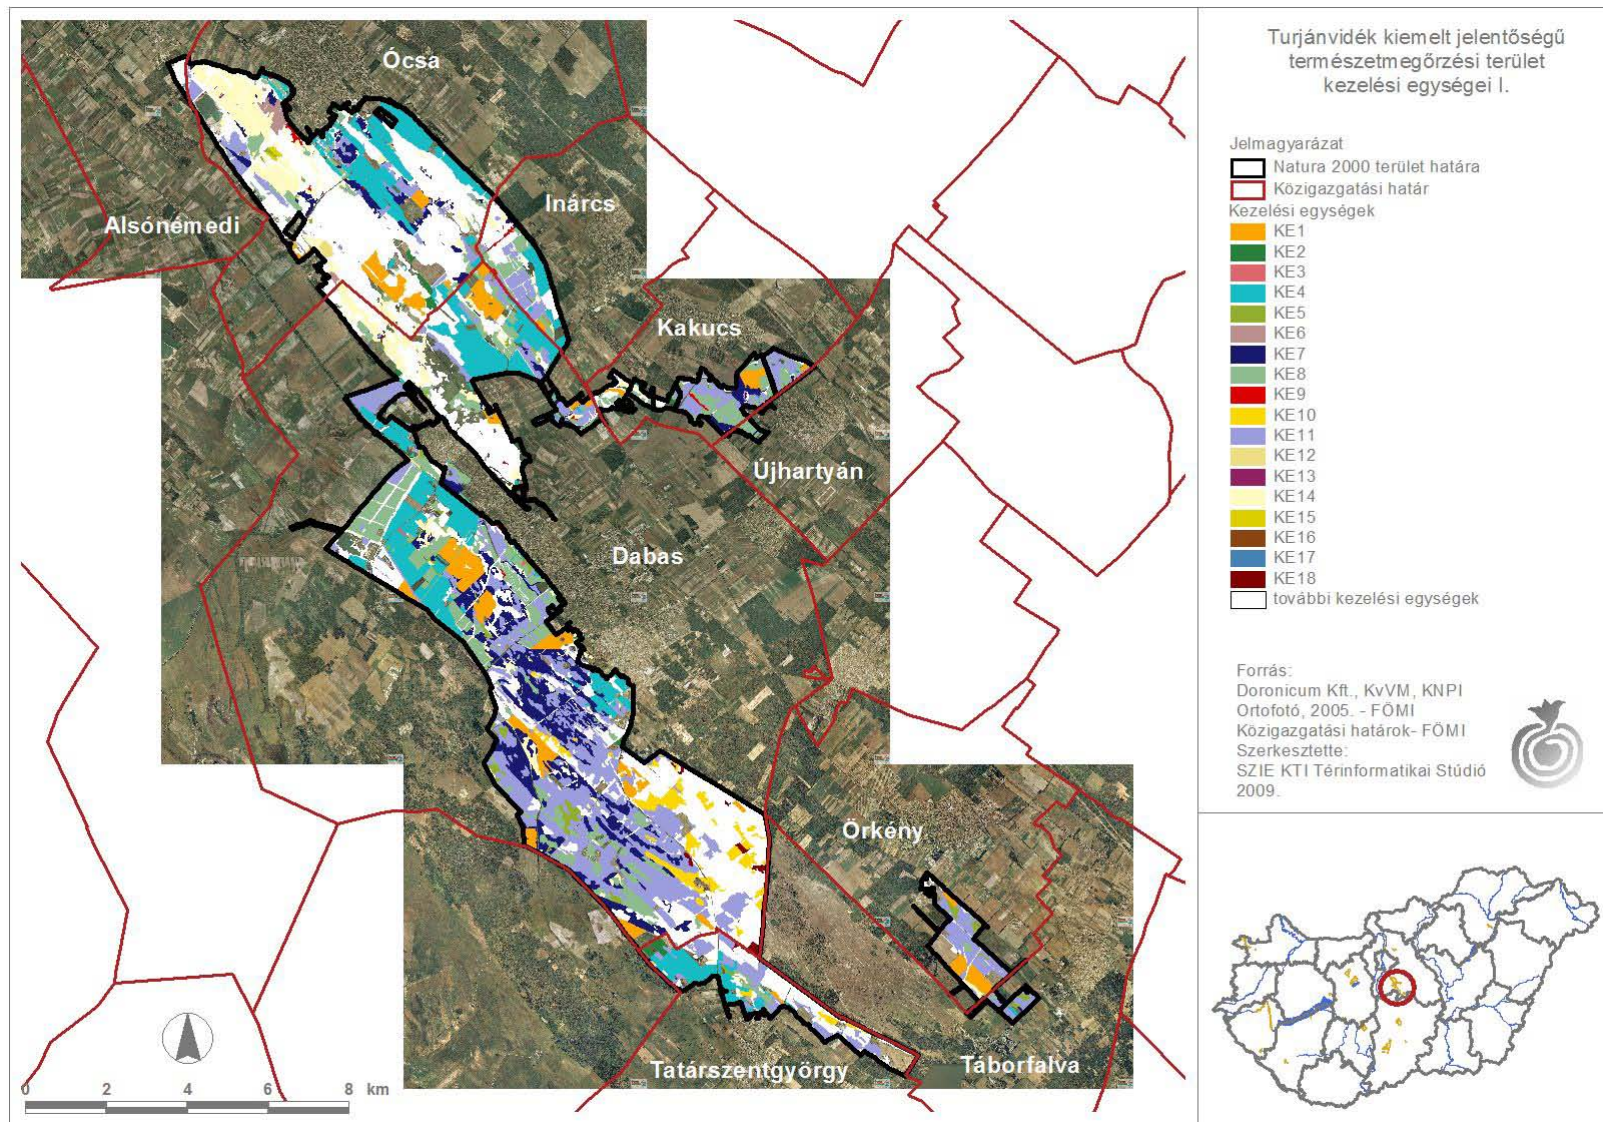 Turjánvidék kiemelt jelentőségű
természetmegőrzési terület
kezelési egységei I.
Jelmagyarázat
Natura 2000 terület határa
Közigazgatási határ
Kezelési egységek
KE1
KE2
KE3
KE4
KE5
KE6
KE7
KE8
KE9
KE10
KE11
KE12
KE13
KE14
KE15
KE16
KE17
KE18
további kezelési egységek
Forrás:
Doronicum Kft., KvVM, KNPI
Ortofotó, 2005. - FÖMI
Közigazgatási határok- FÖMI
Szerkesztette:
SZIE KTI Térinformatikai Stúdió
2009.
Ócsa
Alsónémedi
Inárcs
Kakucs
Újhartyán
Dabas
Örkény
Tatárszentgyörgy
Táborfalva
0 2 4 6 8 km